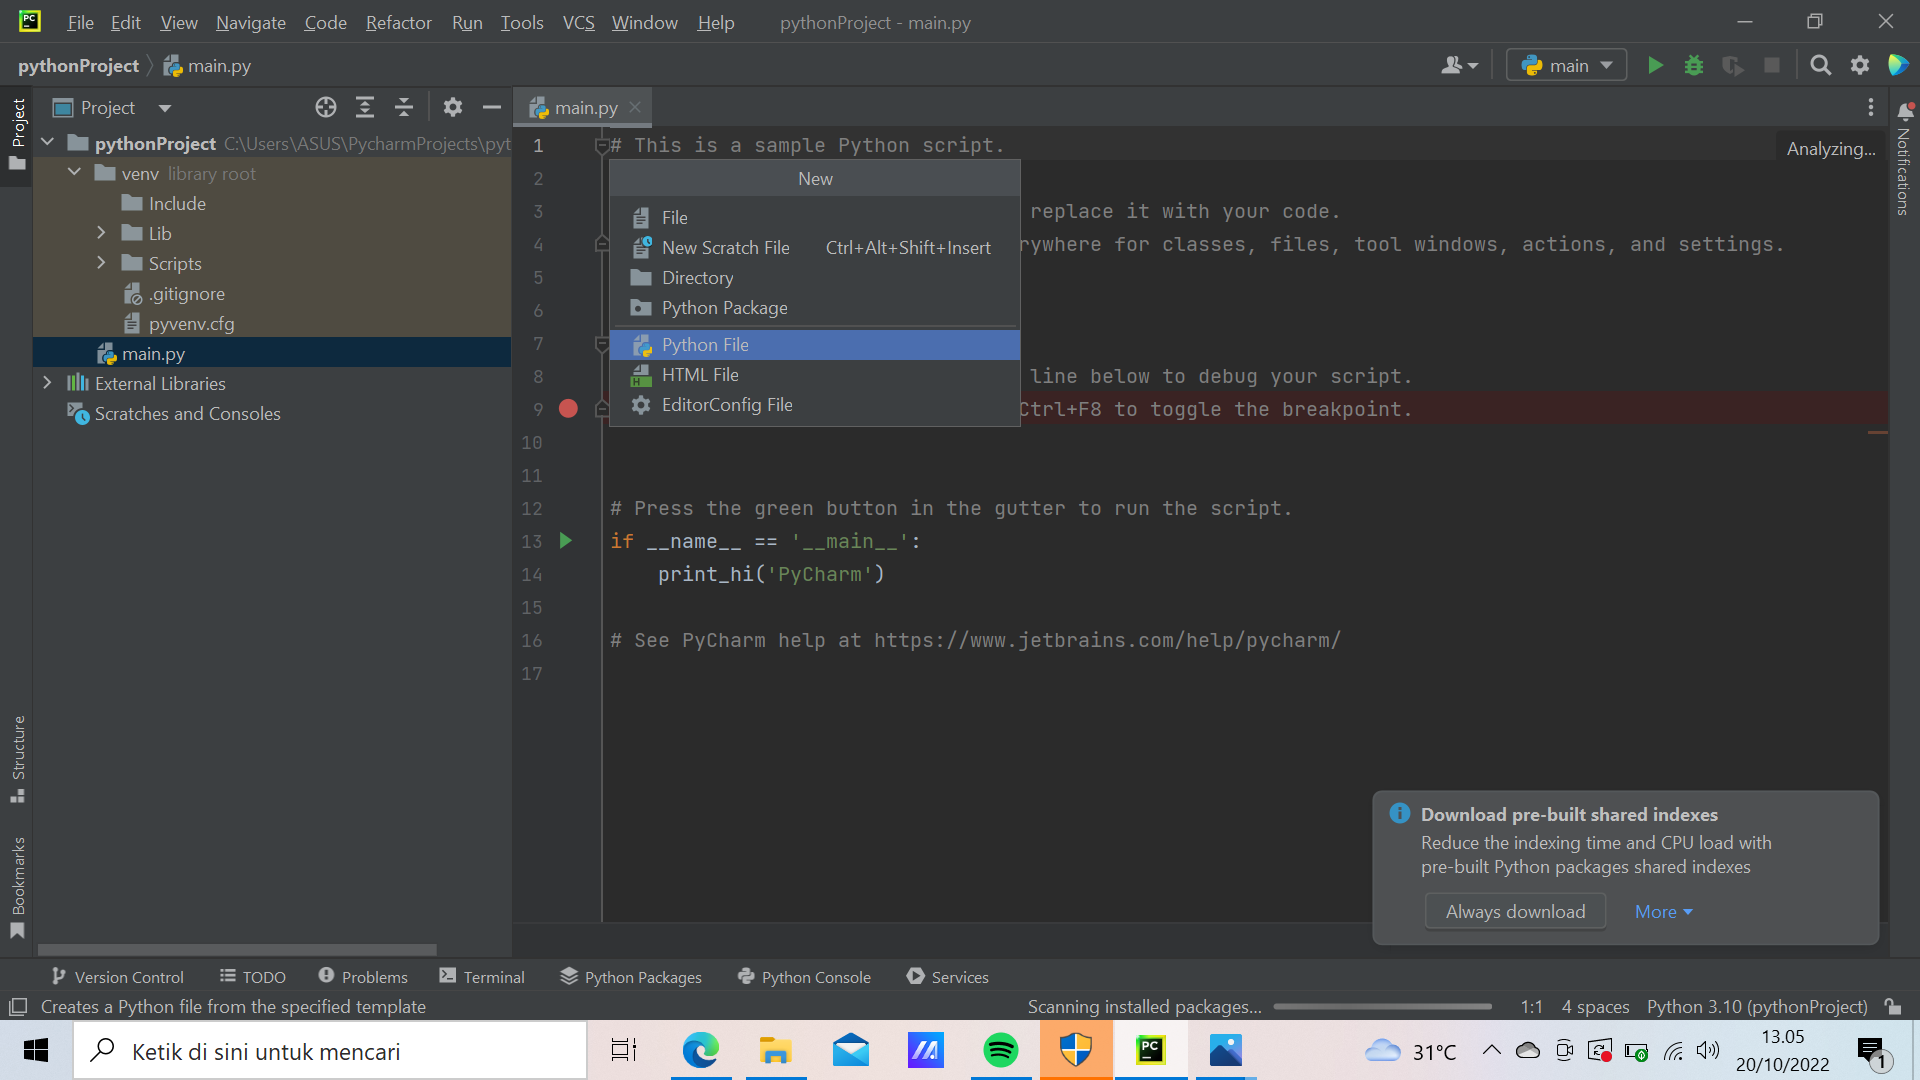 PC File Edit View Navigate Code Refactor Run Tools VCS Window Help pythonProject - main.py
pythonProject main.py main
Project main.py
Project
pythonProject C:\Users\ASUS\PycharmProjects\pyt
venv library root
Include
Lib
Scripts
.gitignore
pyvenv.cfg
main.py
External Libraries
Scratches and Consoles
Structure
Bookmarks
1 # This is a sample Python script.
Analyzing...
Notifications
2
3 replace it with your code.
4 rywhere for classes, files, tool windows, actions, and settings.
5
6
7
8 line below to debug your script.
9 Ctrl+F8 to toggle the breakpoint.
10
11
12 # Press the green button in the gutter to run the script.
13 if __name__ == '__main__':
14 print_hi('PyCharm')
15
16 # See PyCharm help at https://www.jetbrains.com/help/pycharm/
17
New
File
New Scratch File Ctrl+Alt+Shift+Insert
Directory
Python Package
Python File
HTML File
EditorConfig File
Download pre-built shared indexes
Reduce the indexing time and CPU load with
pre-built Python packages shared indexes
Always download More
Version Control TODO Problems Terminal Python Packages Python Console Services
Creates a Python file from the specified template Scanning installed packages... 1:1 4 spaces Python 3.10 (pythonProject)
Ketik di sini untuk mencari PC 31°C 13.05
20/10/2022 1